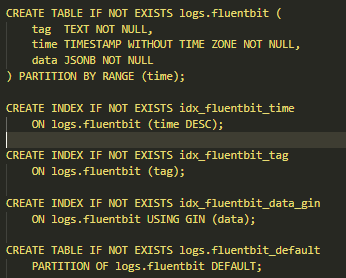 CREATE TABLE IF NOT EXISTS logs.fluentbit (
    tag  TEXT NOT NULL,
    time TIMESTAMP WITHOUT TIME ZONE NOT NULL,
    data JSONB NOT NULL
) PARTITION BY RANGE (time);

CREATE INDEX IF NOT EXISTS idx_fluentbit_time
    ON logs.fluentbit (time DESC);

CREATE INDEX IF NOT EXISTS idx_fluentbit_tag
    ON logs.fluentbit (tag);

CREATE INDEX IF NOT EXISTS idx_fluentbit_data_gin
    ON logs.fluentbit USING GIN (data);

CREATE TABLE IF NOT EXISTS logs.fluentbit_default
    PARTITION OF logs.fluentbit DEFAULT;